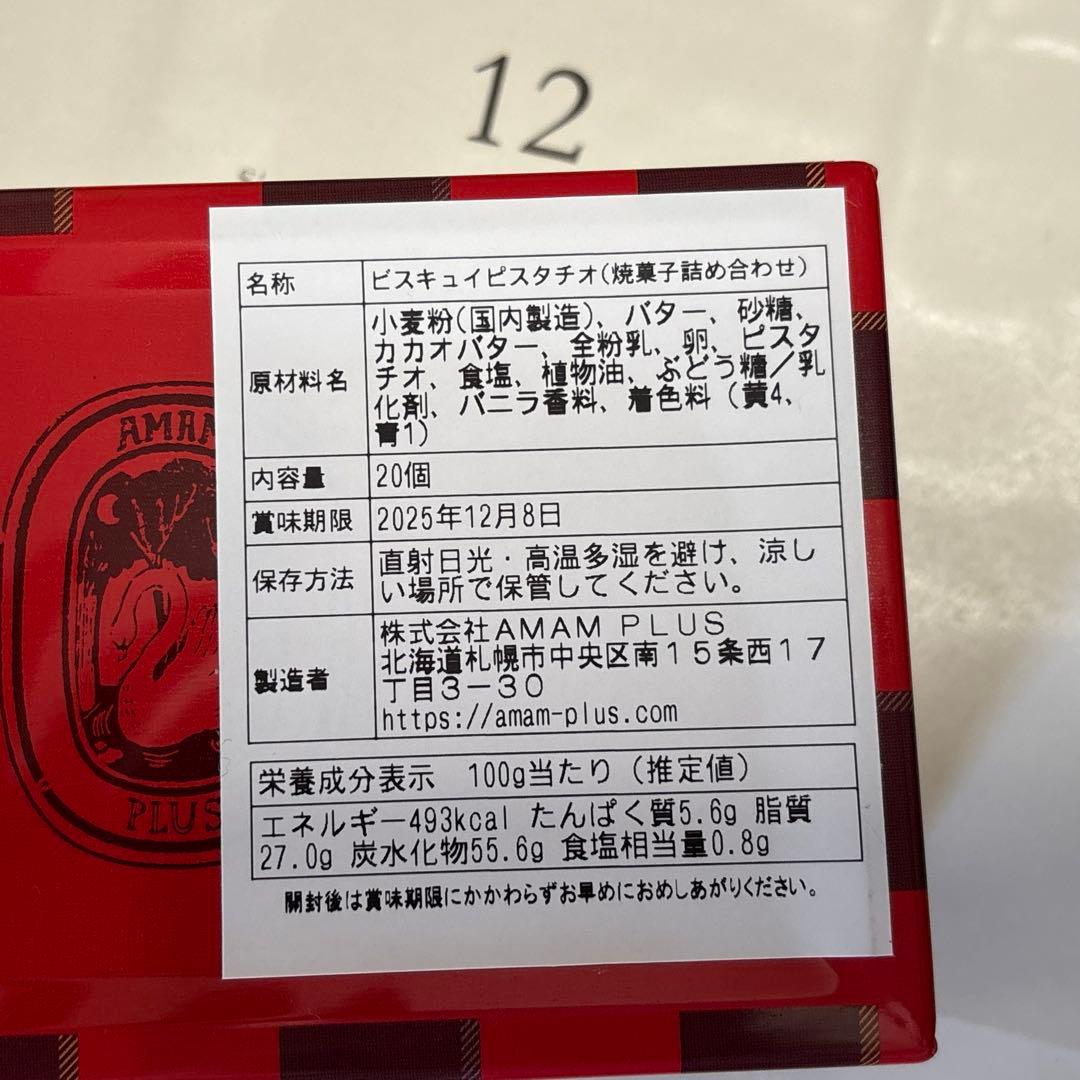 12
名称
ビスキュイピスタチオ(焼菓子詰め合わせ)
原材料名
小麦粉(国内製造)、バター、砂糖、
カカオバター、全粉乳、卵、ピスタ
チオ、食塩、植物油、ぶどう糖／乳
化剤、バニラ香料、着色料（黄4、
青1）
内容量
20個
賞味期限
2025年12月8日
保存方法
直射日光・高温多湿を避け、涼し
い場所で保管してください。
製造者
株式会社AMAM PLUS
北海道札幌市中央区南１５条西１７
丁目３－３０
https://amam-plus.com
栄養成分表示 100g当たり（推定値）
エネルギー493kcal たんぱく質5.6g 脂質
27.0g 炭水化物55.6g 食塩相当量0.8g
開封後は賞味期限にかかわらずお早めにおめしあがりください。
PLUS